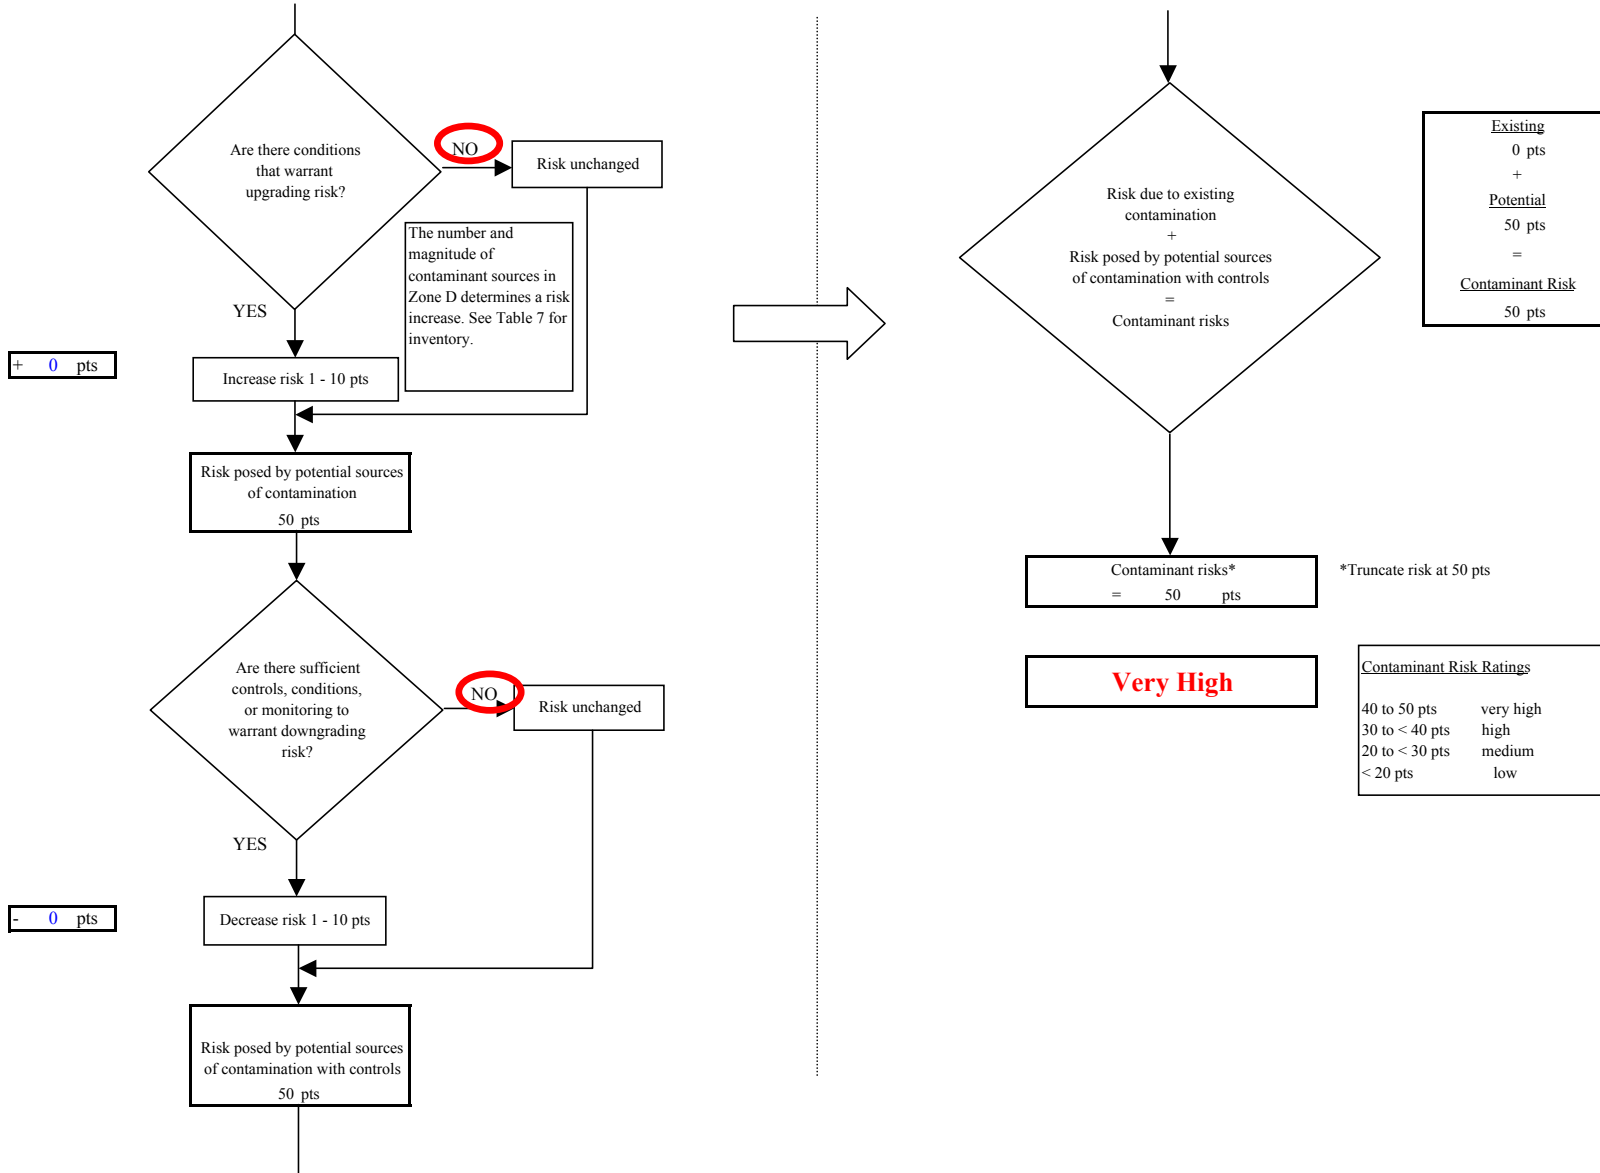 Are there conditions
that warrant
upgrading risk?
NO
Risk unchanged
The number and
magnitude of
contaminant sources in
Zone D determines a risk
increase. See Table 7 for
inventory.
YES
+ 0 pts
Increase risk 1 - 10 pts
Risk posed by potential sources
of contamination
50 pts
Are there sufficient
controls, conditions,
or monitoring to
warrant downgrading
risk?
NO
Risk unchanged
YES
- 0 pts
Decrease risk 1 - 10 pts
Risk posed by potential sources
of contamination with controls
50 pts
Risk due to existing
contamination
+
Risk posed by potential sources
of contamination with controls
=
Contaminant risks
Existing
0 pts
+
Potential
50 pts
=
Contaminant Risk
50 pts
Contaminant risks*
= 50 pts
*Truncate risk at 50 pts
Very High
Contaminant Risk Ratings
40 to 50 pts very high
30 to < 40 pts high
20 to < 30 pts medium
< 20 pts low